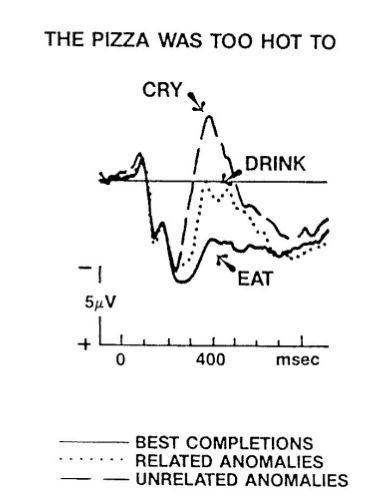 THE PIZZA WAS TOO HOT TO
CRY
DRINK
EAT
−
5μV
+
0 400 msec
BEST COMPLETIONS
RELATED ANOMALIES
UNRELATED ANOMALIES